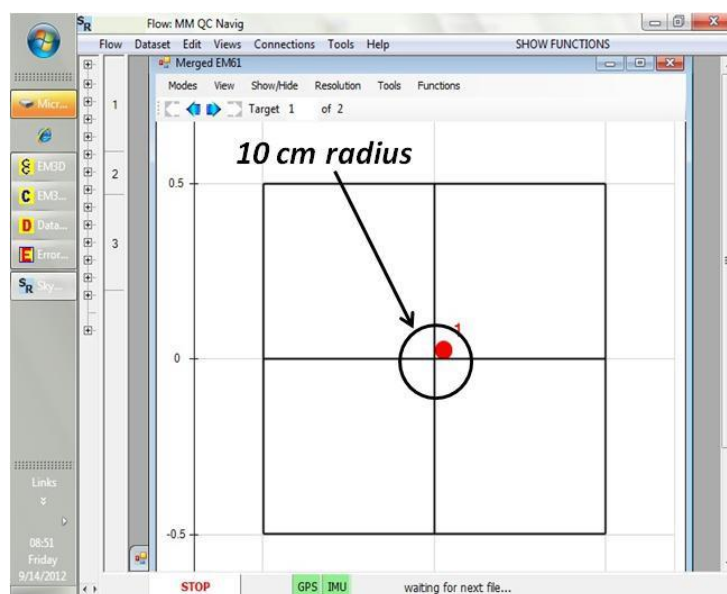 SR Flow: MM QC Navig
Flow Dataset Edit Views Connections Tools Help SHOW FUNCTIONS
Merged EM61
Modes View Show/Hide Resolution Tools Functions
Target 1 of 2
10 cm radius
0.5
0
-0.5
1
1
2
3
Micr...
EM3D
C EM3...
D Data...
E Error...
SR Sky...
Links
08:51
Friday
9/14/2012
STOP GPS IMU waiting for next file...